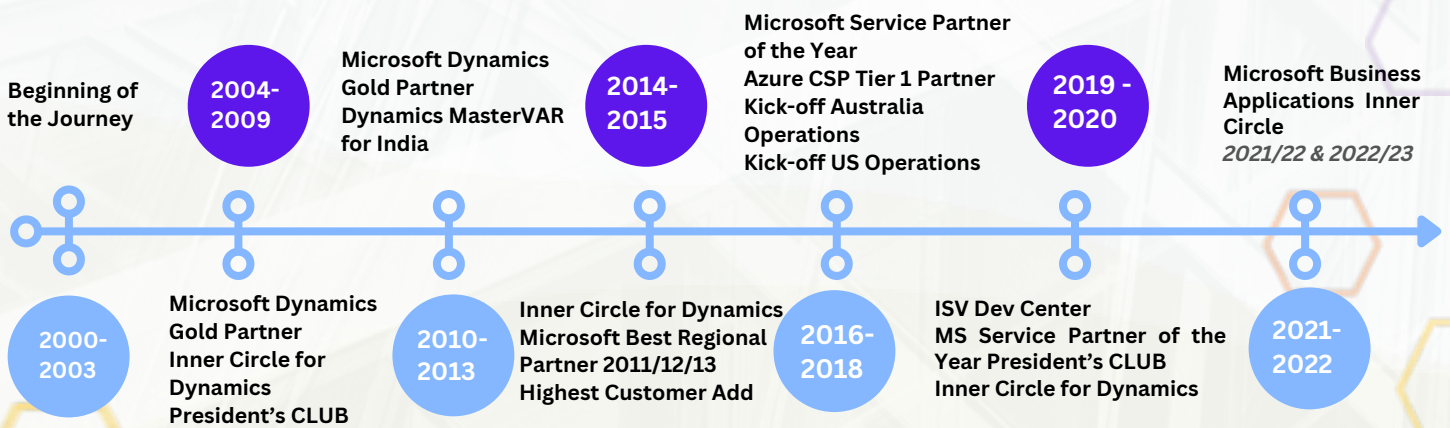 Beginning of
the Journey
2000-
2003
2004-
2009
Microsoft Dynamics
Gold Partner
Inner Circle for
Dynamics
President’s CLUB
Microsoft Dynamics
Gold Partner
Dynamics MasterVAR
for India
2010-
2013
2014-
2015
Inner Circle for Dynamics
Microsoft Best Regional
Partner 2011/12/13
Highest Customer Add
Microsoft Service Partner
of the Year
Azure CSP Tier 1 Partner
Kick-off Australia
Operations
Kick-off US Operations
2016-
2018
2019 -
2020
ISV Dev Center
MS Service Partner of the
Year President’s CLUB
Inner Circle for Dynamics
Microsoft Business
Applications Inner
Circle
2021/22 & 2022/23
2021-
2022